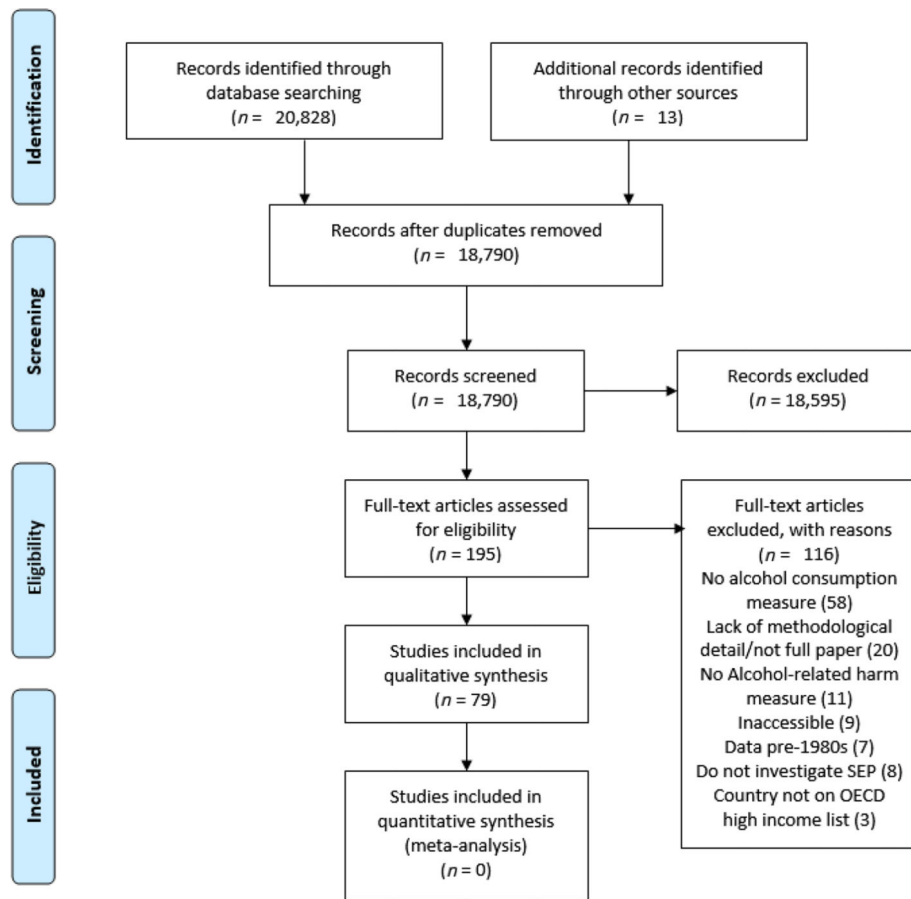 Identification
Records identified through
database searching
(n = 20,828)
Additional records identified
through other sources
(n = 13)
Records after duplicates removed
(n = 18,790)
Screening
Records screened
(n = 18,790)
Records excluded
(n = 18,595)
Eligibility
Full-text articles assessed
for eligibility
(n = 195)
Full-text articles
excluded, with reasons
(n = 116)
No alcohol consumption
measure (58)
Lack of methodological
detail/not full paper (20)
No Alcohol-related harm
measure (11)
Inaccessible (9)
Data pre-1980s (7)
Do not investigate SEP (8)
Country not on OECD
high income list (3)
Studies included in
qualitative synthesis
(n = 79)
Included
Studies included in
quantitative synthesis
(meta-analysis)
(n = 0)